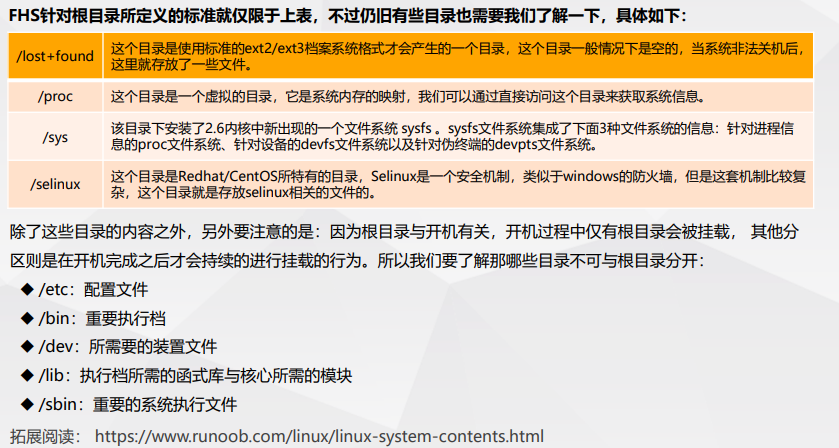 FHS针对根目录所定义的标准就仅限于上表，不过仍旧有些目录也需要我们了解一下，具体如下：
/lost+found
这个目录是使用标准的ext2/ext3档案系统格式才会产生的一个目录，这个目录一般情况下是空的，当系统非法关机后，
这里就存放了一些文件。
/proc
这个目录是一个虚拟的目录，它是系统内存的映射，我们可以通过直接访问这个目录来获取系统信息。
/sys
该目录下安装了2.6内核中新出现的一个文件系统 sysfs 。sysfs文件系统集成了下面3种文件系统的信息：针对进程信
息的proc文件系统、针对设备的devfs文件系统以及针对伪终端的devpts文件系统。
/selinux
这个目录是Redhat/CentOS所特有的目录，Selinux是一个安全机制，类似于windows的防火墙，但是这套机制比较复
杂，这个目录就是存放selinux相关的文件的。
除了这些目录的内容之外，另外要注意的是：因为根目录与开机有关，开机过程中仅有根目录会被挂载， 其他分
区则是在开机完成之后才会持续的进行挂载的行为。所以我们要了解那哪些目录不可与根目录分开：
◆ /etc：配置文件
◆ /bin：重要执行档
◆ /dev：所需要的装置文件
◆ /lib：执行档所需的函式库与核心所需的模块
◆ /sbin：重要的系统执行文件
拓展阅读： https://www.runoob.com/linux/linux-system-contents.html